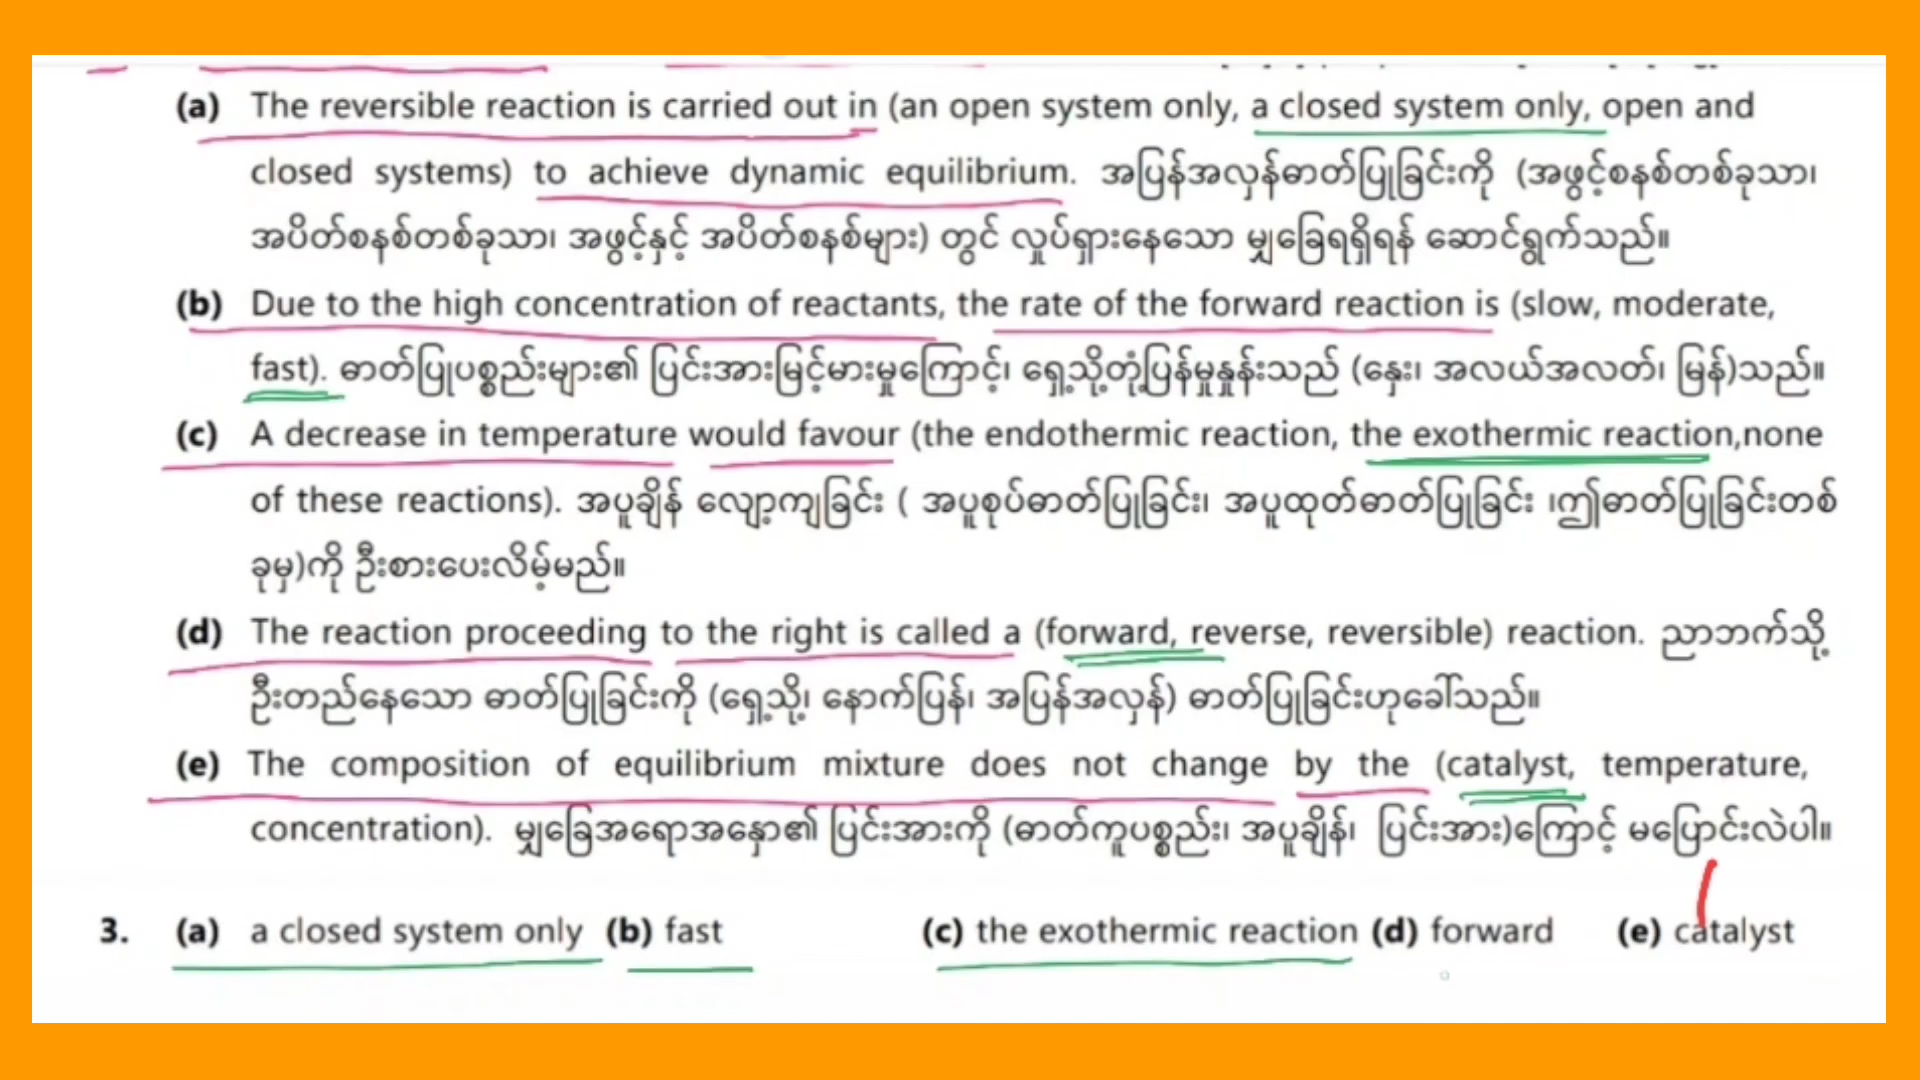 (a) The reversible reaction is carried out in (an open system only, a closed system only, open and
closed systems) to achieve dynamic equilibrium. အပြန်အလှန်ဓာတ်ပြုခြင်းကို (အဖွင့်စနစ်တစ်ခုသာ၊
အပိတ်စနစ်တစ်ခုသာ၊ အဖွင့်နှင့် အပိတ်စနစ်များ) တွင် လှုပ်ရှားနေသော မျှခြေရရှိရန် ဆောင်ရွက်သည်။
(b) Due to the high concentration of reactants, the rate of the forward reaction is (slow, moderate,
fast). ဓာတ်ပြုပစ္စည်းများ၏ ပြင်းအားမြင့်မားမှုကြောင့်၊ ရှေ့သို့တုံ့ပြန်မှုနှုန်းသည် (နှေး၊ အလယ်အလတ်၊ မြန်)သည်။
(c) A decrease in temperature would favour (the endothermic reaction, the exothermic reaction,none
of these reactions). အပူချိန် လျော့ကျခြင်း ( အပူစုပ်ဓာတ်ပြုခြင်း၊ အပူထုတ်ဓာတ်ပြုခြင်း ၊ဤဓာတ်ပြုခြင်းတစ်
ခုမှ)ကို ဦးစားပေးလိမ့်မည်။
(d) The reaction proceeding to the right is called a (forward, reverse, reversible) reaction. ညာဘက်သို့
ဦးတည်နေသော ဓာတ်ပြုခြင်းကို (ရှေ့သို့၊ နောက်ပြန်၊ အပြန်အလှန်) ဓာတ်ပြုခြင်းဟုခေါ်သည်။
(e) The composition of equilibrium mixture does not change by the (catalyst, temperature,
concentration). မျှခြေအရောအနှော၏ ပြင်းအားကို (ဓာတ်ကူပစ္စည်း၊ အပူချိန်၊ ပြင်းအား)ကြောင့် မပြောင်းလဲပါ။
3. (a) a closed system only (b) fast (c) the exothermic reaction (d) forward (e) catalyst